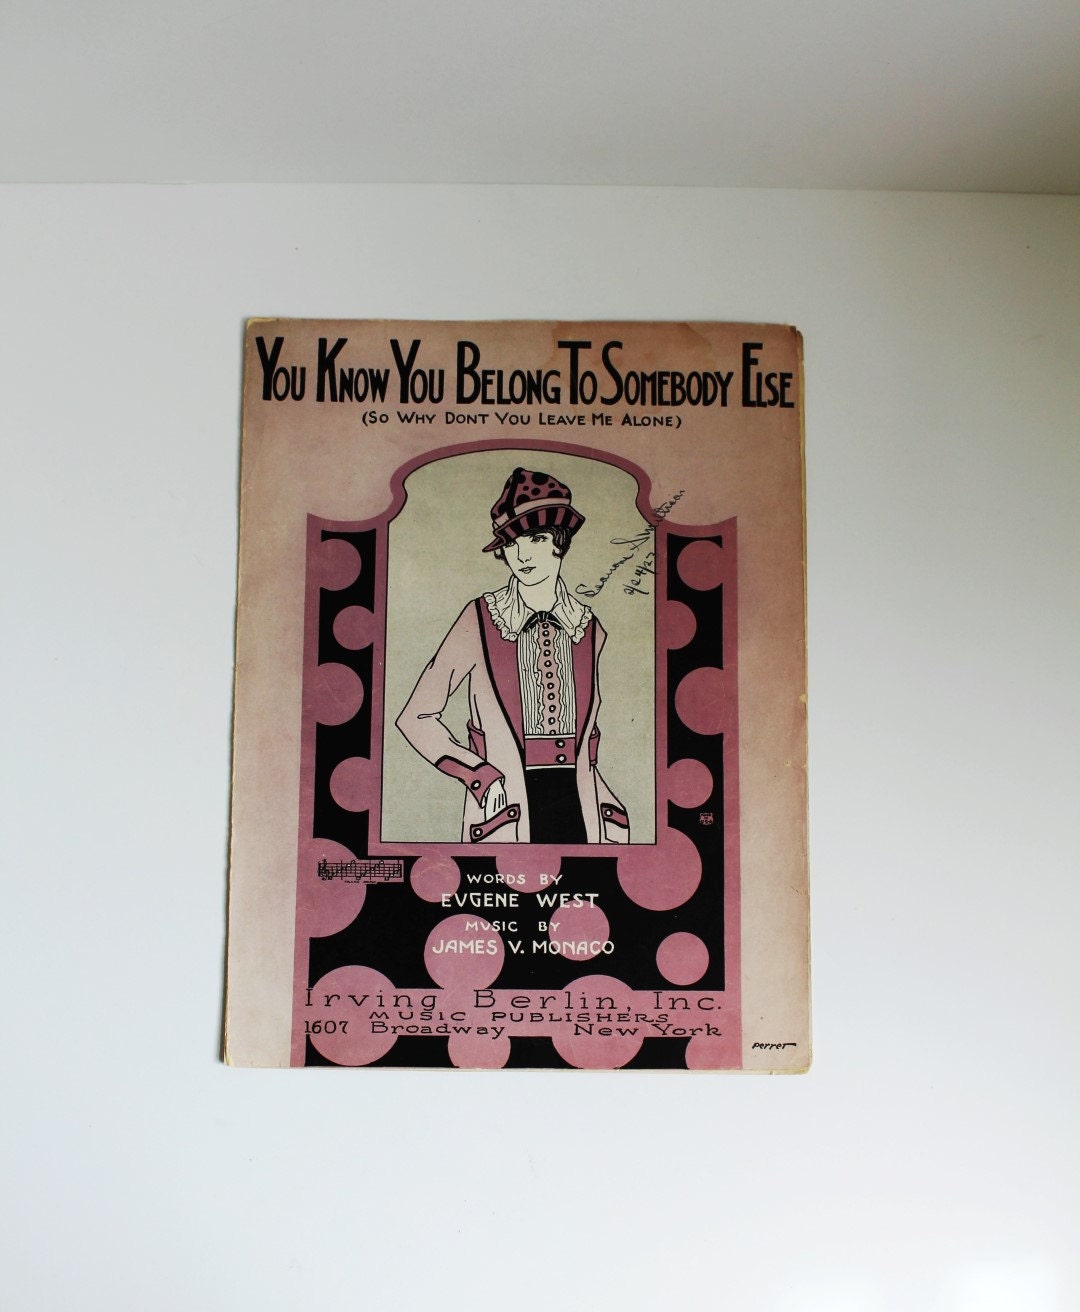 You Know You Belong To Somebody Else
(So Why Dont You Leave Me Alone)
WORDS BY
EVGENE WEST
MVSIC BY
JAMES V. MONACO
Irving Berlin, Inc.
MUSIC PUBLISHERS
1607 Broadway New York
perret